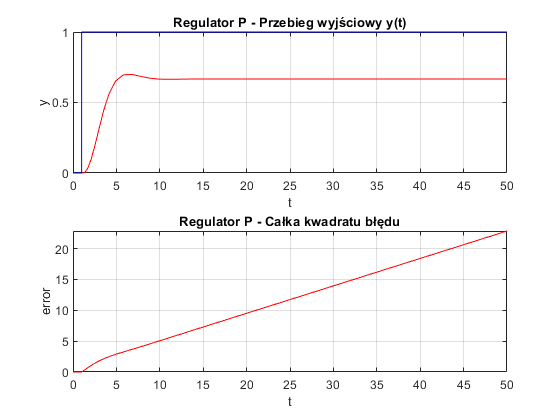 Regulator P - Przebieg wyjściowy y(t)
1
0.5
0
y
0 5 10 15 20 25 30 35 40 45 50
t
Regulator P - Całka kwadratu błędu
20
15
10
5
0
error
0 5 10 15 20 25 30 35 40 45 50
t